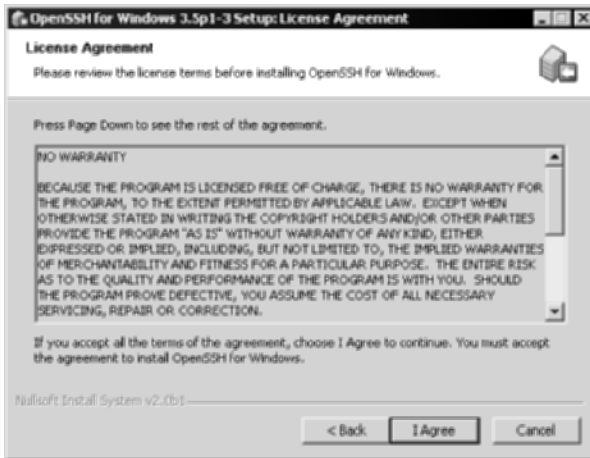 OpenSSH for Windows 3.5p1-3 Setup: License Agreement
License Agreement
Please review the license terms before installing OpenSSH for Windows.
Press Page Down to see the rest of the agreement.
NO WARRANTY
BECAUSE THE PROGRAM IS LICENSED FREE OF CHARGE, THERE IS NO WARRANTY FOR
THE PROGRAM, TO THE EXTENT PERMITTED BY APPLICABLE LAW.  EXCEPT WHEN
OTHERWISE STATED IN WRITING THE COPYRIGHT HOLDERS AND/OR OTHER PARTIES
PROVIDE THE PROGRAM "AS IS" WITHOUT WARRANTY OF ANY KIND, EITHER
EXPRESSED OR IMPLIED, INCLUDING, BUT NOT LIMITED TO, THE IMPLIED WARRANTIES
OF MERCHANTABILITY AND FITNESS FOR A PARTICULAR PURPOSE.  THE ENTIRE RISK
AS TO THE QUALITY AND PERFORMANCE OF THE PROGRAM IS WITH YOU.  SHOULD
THE PROGRAM PROVE DEFECTIVE, YOU ASSUME THE COST OF ALL NECESSARY
SERVICING, REPAIR OR CORRECTION.
If you accept all the terms of the agreement, choose I Agree to continue. You must accept
the agreement to install OpenSSH for Windows.
Nullsoft Install System v2.0b1
< Back
I Agree
Cancel